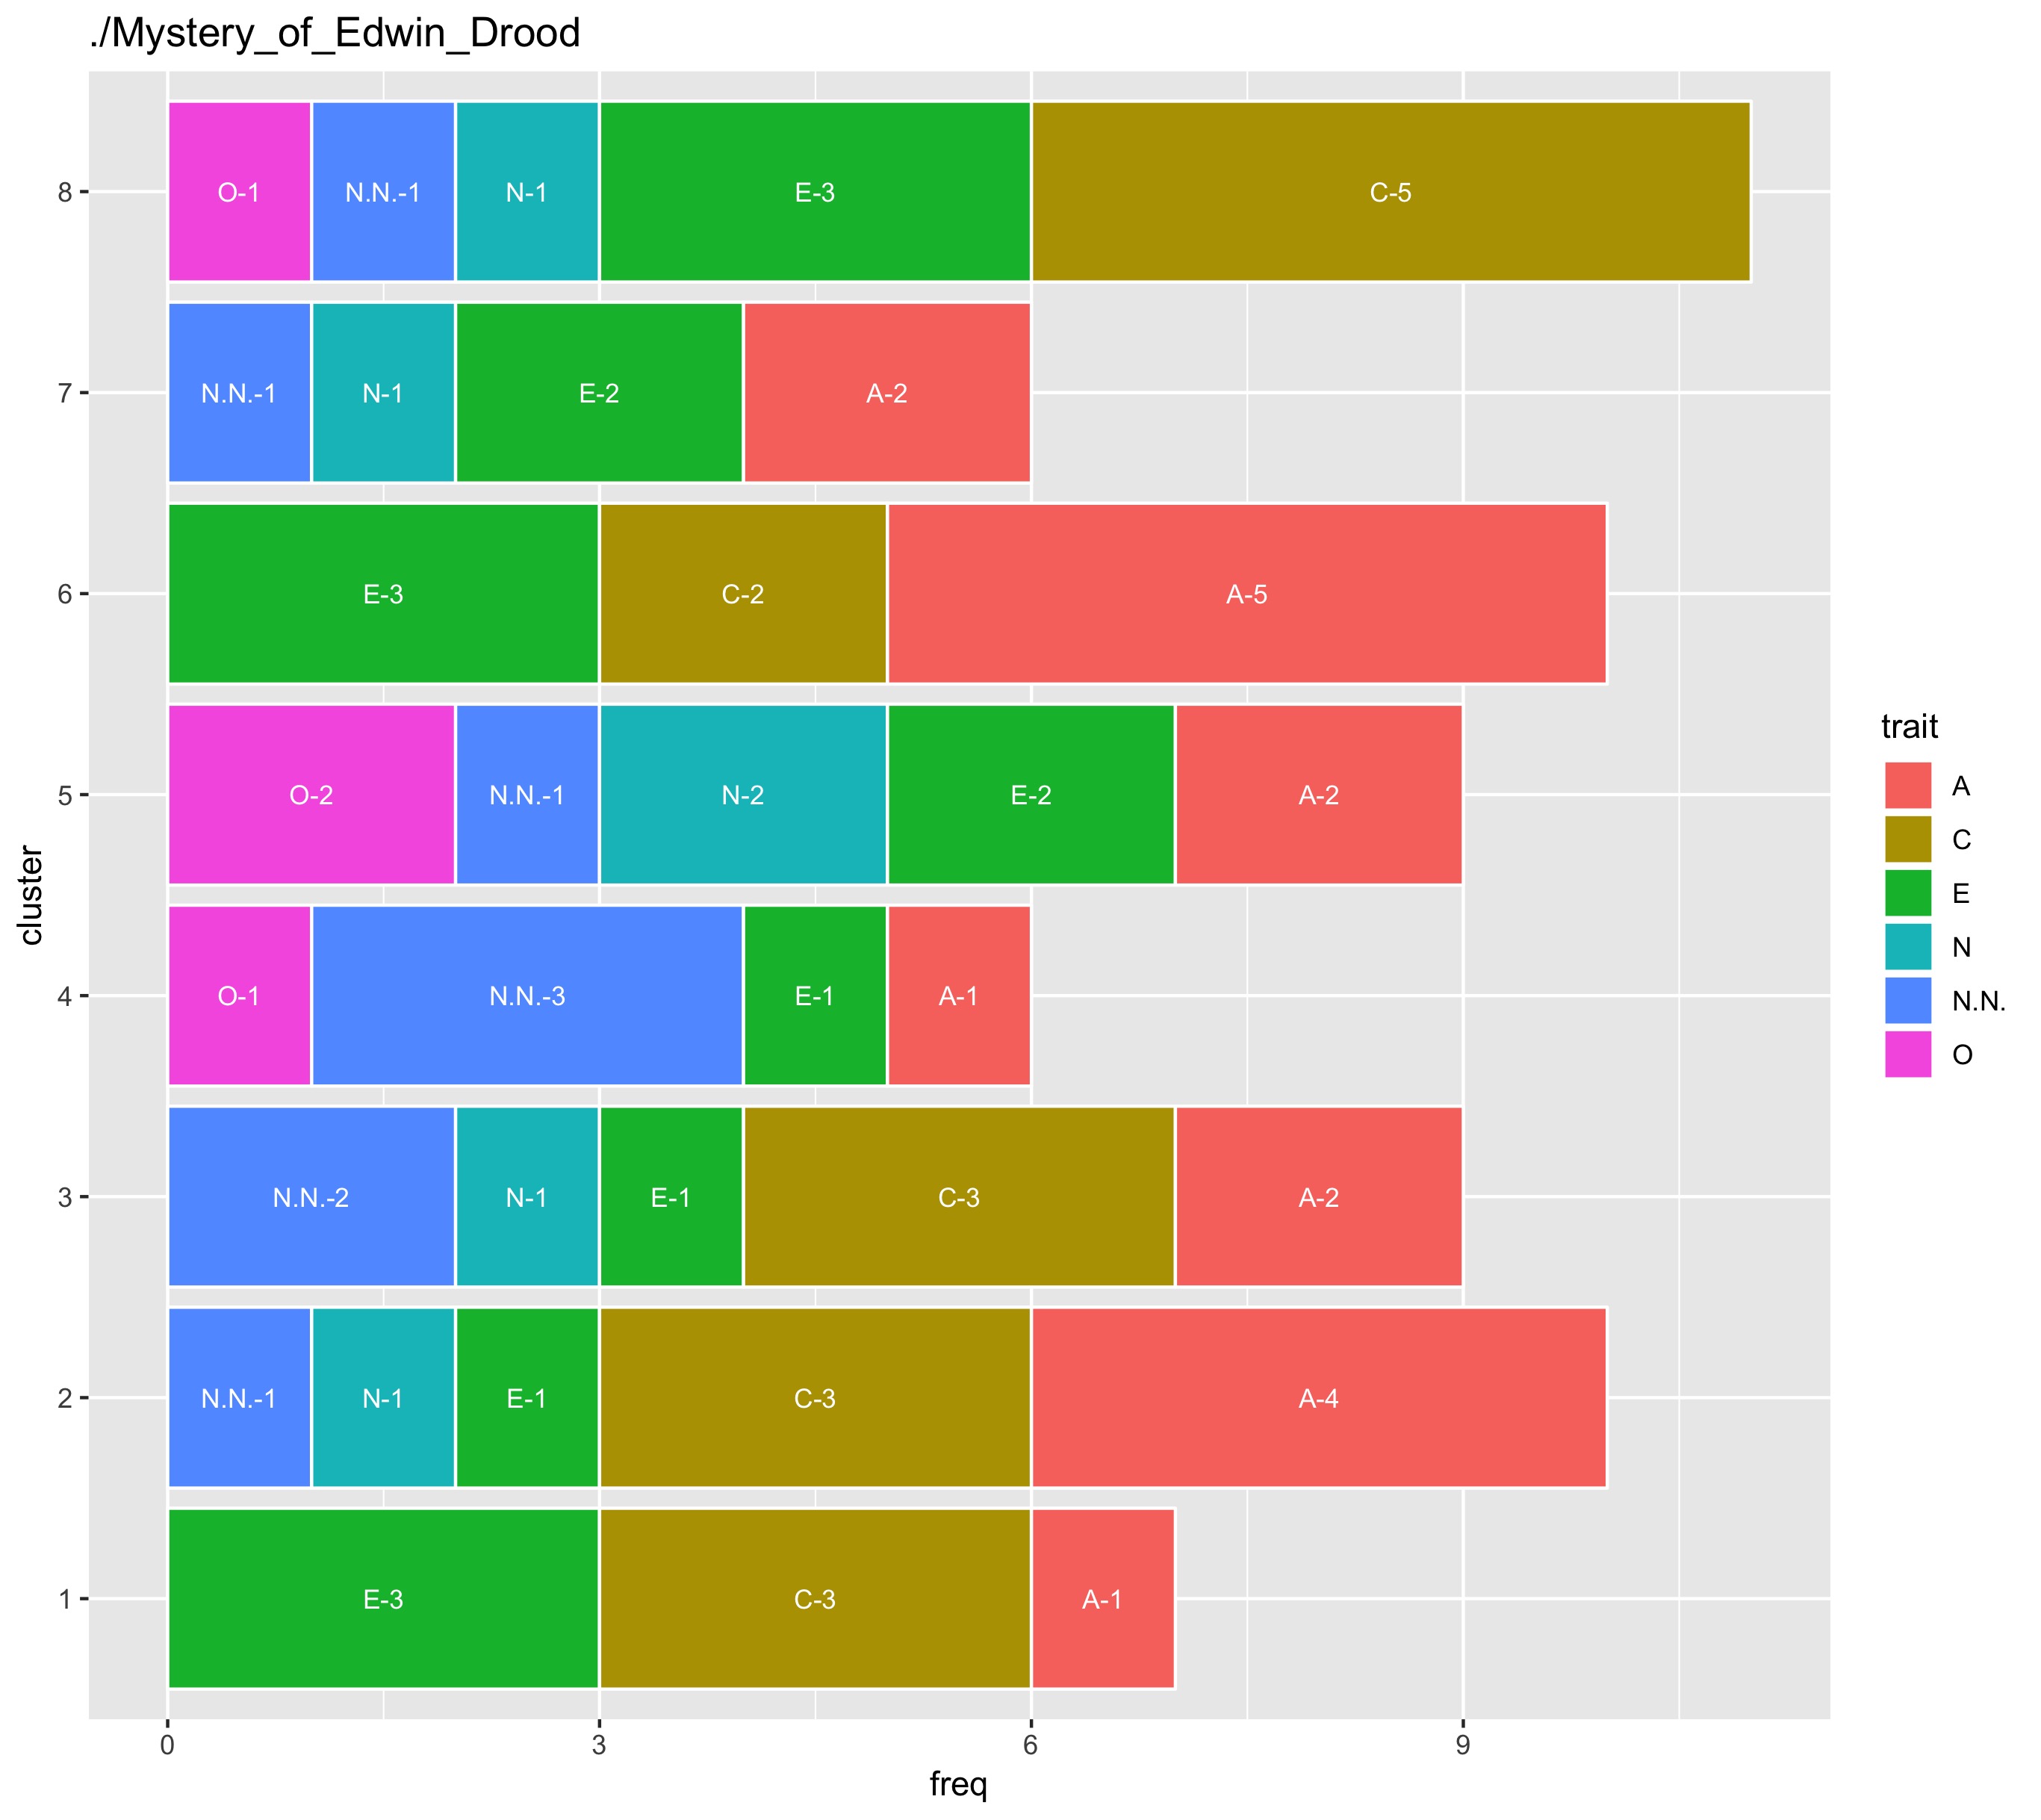 ./Mystery_of_Edwin_Drood
8 O-1 N.N.-1 N-1 E-3 C-5
7 N.N.-1 N-1 E-2 A-2
6 E-3 C-2 A-5
5 O-2 N.N.-1 N-2 E-2 A-2
4 O-1 N.N.-3 E-1 A-1
3 N.N.-2 N-1 E-1 C-3 A-2
2 N.N.-1 N-1 E-1 C-3 A-4
1 E-3 C-3 A-1
0 3 6 9
freq
cluster
trait
A
C
E
N
N.N.
O